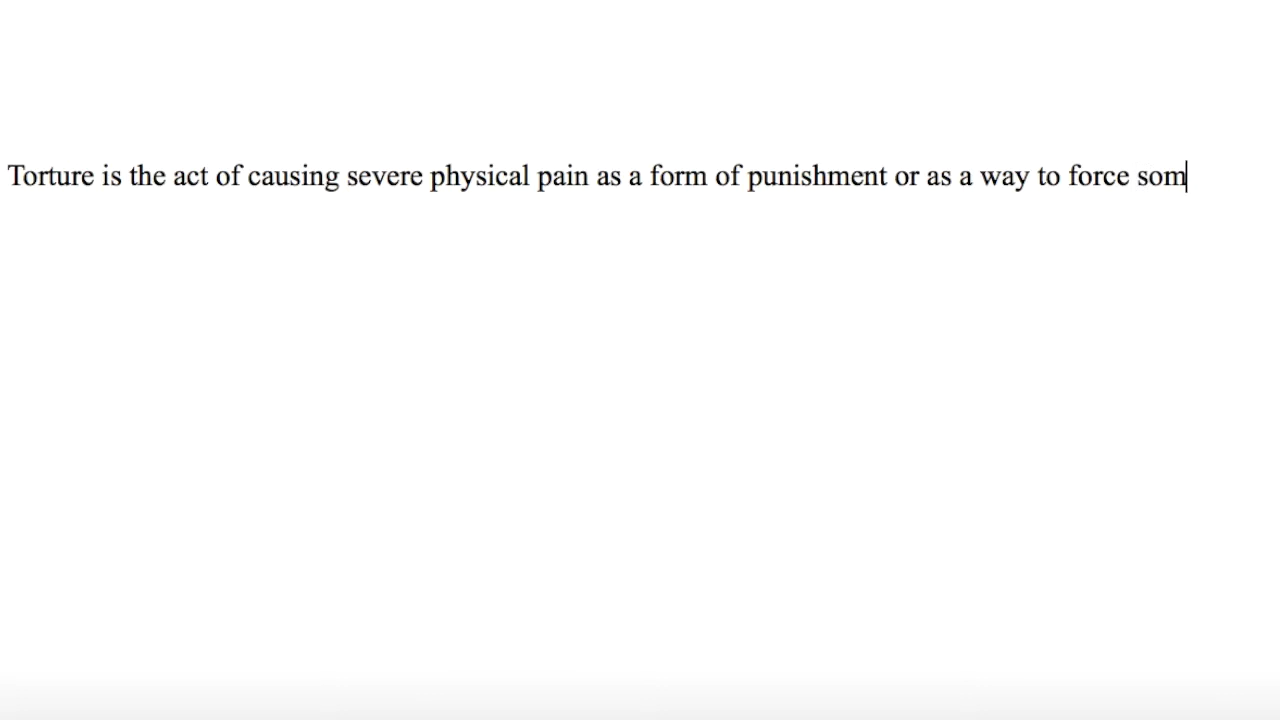 Torture is the act of causing severe physical pain as a form of punishment or as a way to force som